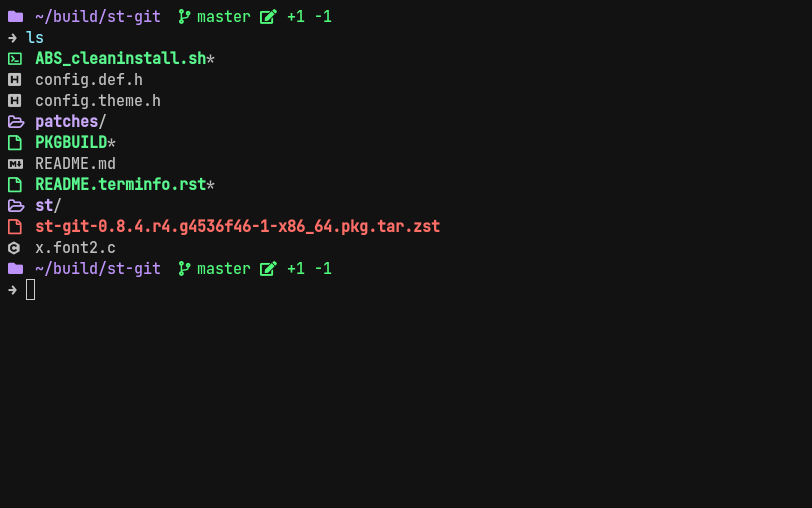 ~/build/st-git master +1 -1
→ ls
ABS_cleaninstall.sh*
config.def.h
config.theme.h
patches/
PKGBUILD*
README.md
README.terminfo.rst*
st/
st-git-0.8.4.r4.g4536f46-1-x86_64.pkg.tar.zst
x.font2.c
~/build/st-git master +1 -1
→